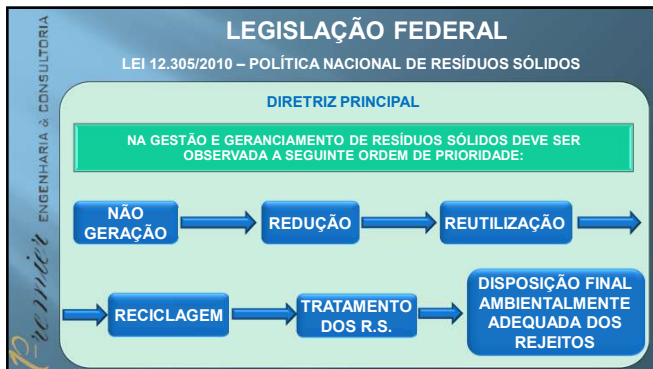 LEGISLAÇÃO FEDERAL
LEI 12.305/2010 – POLÍTICA NACIONAL DE RESÍDUOS SÓLIDOS
DIRETRIZ PRINCIPAL
NA GESTÃO E GERANCIAMENTO DE RESÍDUOS SÓLIDOS DEVE SER
OBSERVADA A SEGUINTE ORDEM DE PRIORIDADE:
NÃO
GERAÇÃO
REDUÇÃO
REUTILIZAÇÃO
RECICLAGEM
TRATAMENTO
DOS R.S.
DISPOSIÇÃO FINAL
AMBIENTALMENTE
ADEQUADA DOS
REJEITOS
Premier ENGENHARIA & CONSULTORIA